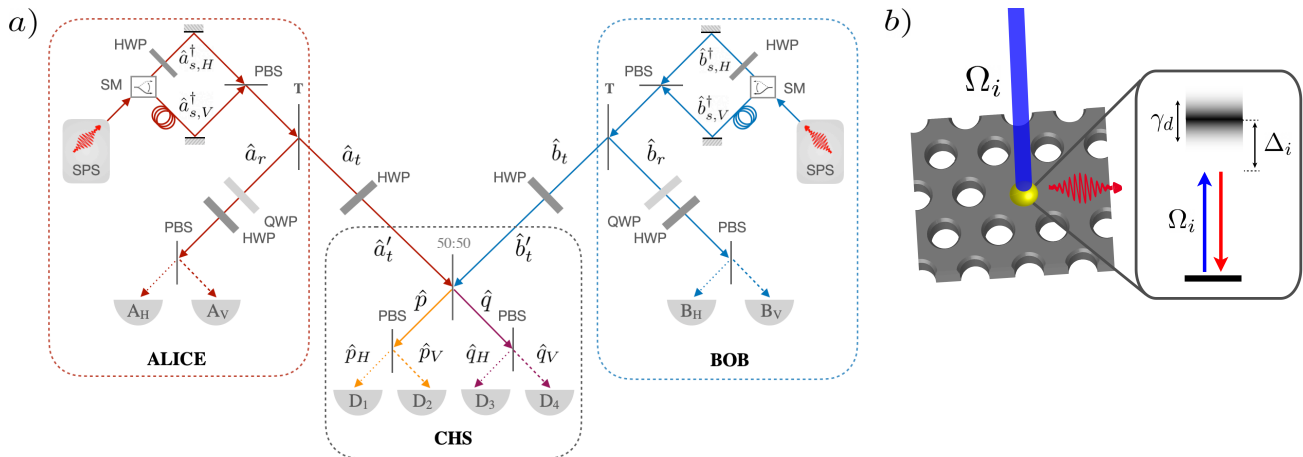 a)
HWP
â†s,H
SM
PBS
â†s,V
T
SPS
âr
ât
HWP
QWP
HWP
PBS
AH
AV
ALICE
HWP
b̂†s,H
PBS
SM
b̂†s,V
b̂t
b̂r
SPS
HWP
QWP
HWP
PBS
BH
BV
BOB
â′t
50:50
b̂′t
p̂
q̂
PBS
PBS
p̂H
p̂V
q̂H
q̂V
D1
D2
D3
D4
CHS
b)
Ωi
γd
Δi
Ωi